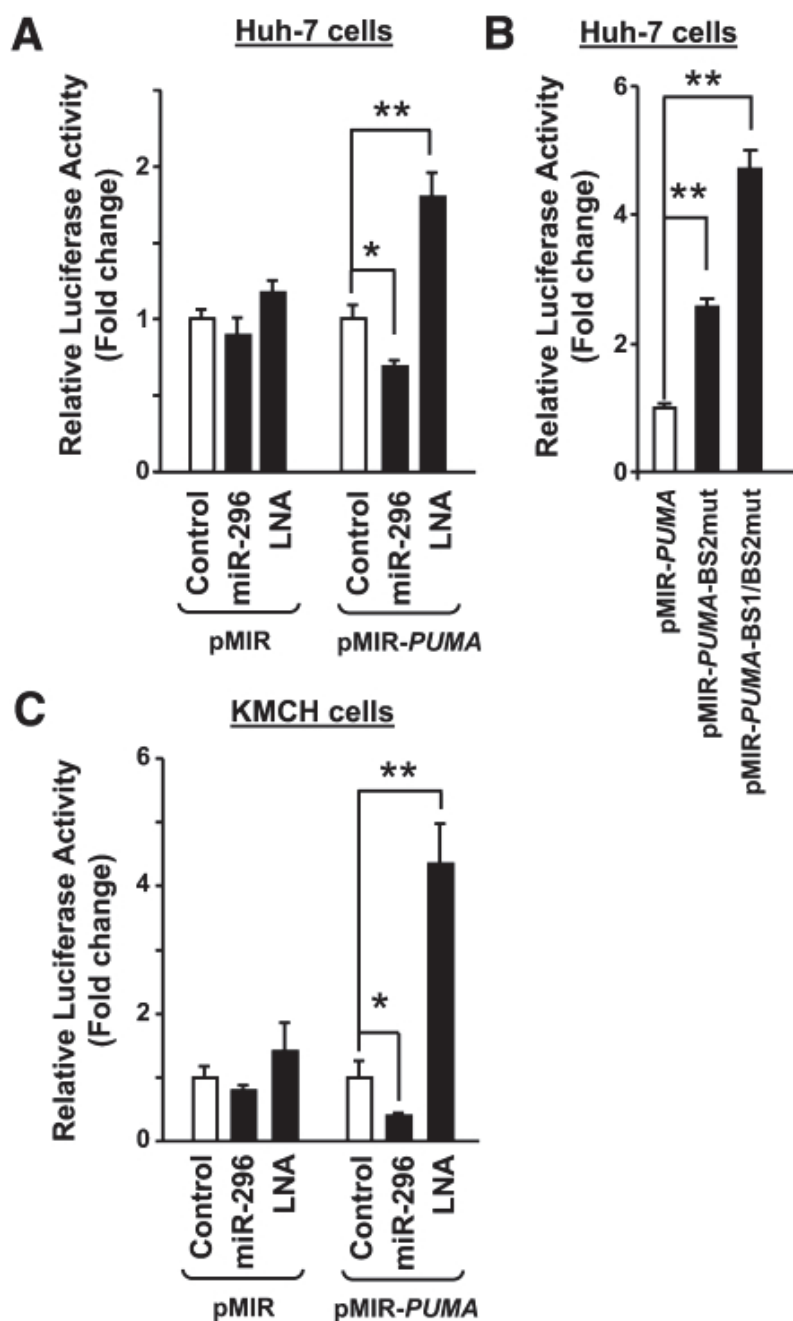 A
Huh-7 cells
Relative Luciferase Activity
(Fold change)
2
1
0
**
*
Control
miR-296
LNA
Control
miR-296
LNA
pMIR
pMIR-PUMA
B
Huh-7 cells
Relative Luciferase Activity
(Fold change)
6
4
2
0
**
**
pMIR-PUMA
pMIR-PUMA-BS2mut
pMIR-PUMA-BS1/BS2mut
C
KMCH cells
Relative Luciferase Activity
(Fold change)
6
4
2
0
**
*
Control
miR-296
LNA
Control
miR-296
LNA
pMIR
pMIR-PUMA